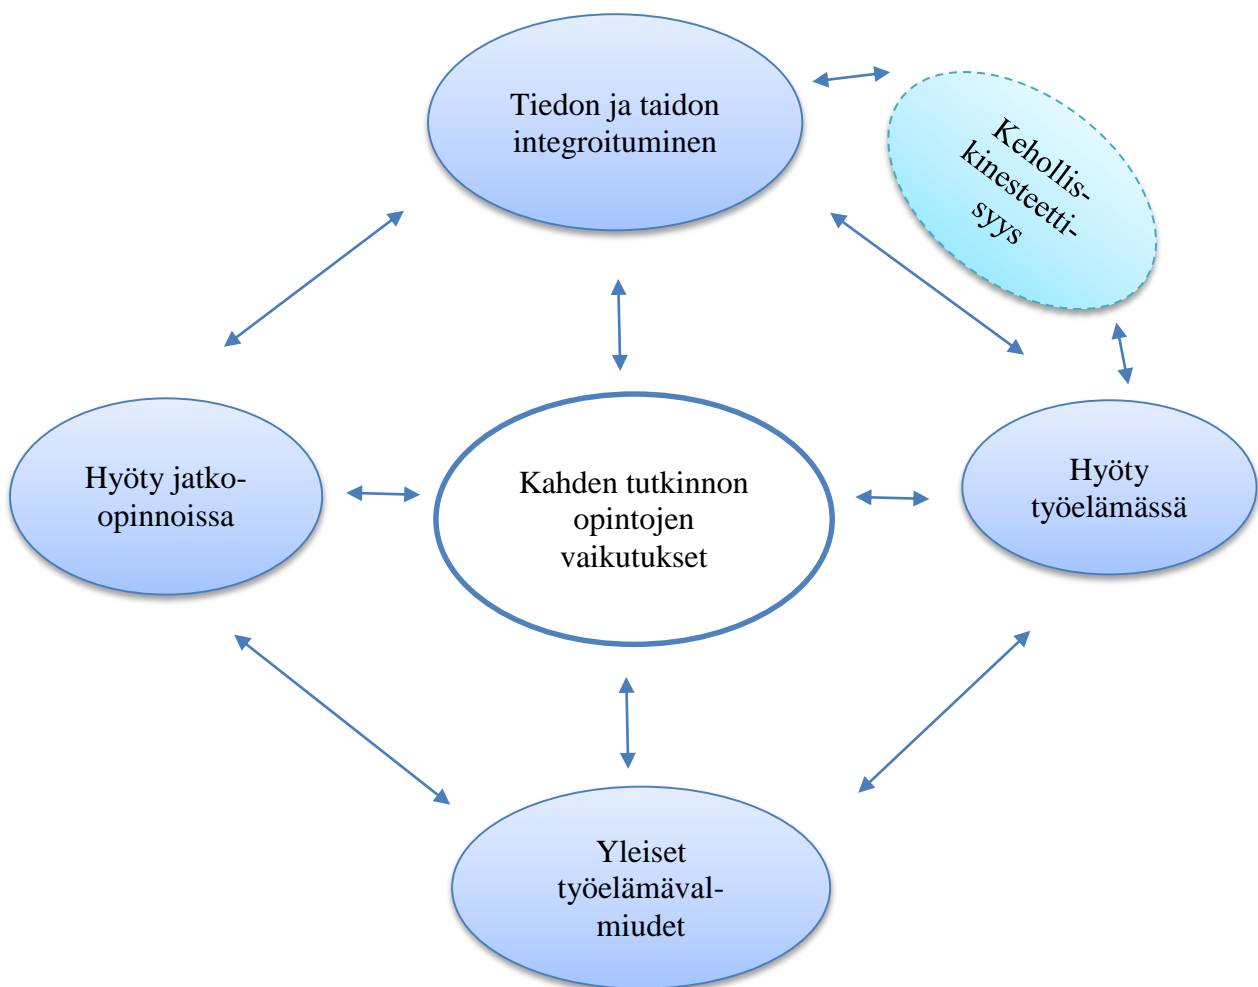 Tiedon ja taidon
integroituminen
Kehollis-
kinesteetti-
syys
Hyöty jatko-
opinnoissa
Kahden tutkinnon
opintojen
vaikutukset
Hyöty
työelämässä
Yleiset
työelämäval-
miudet